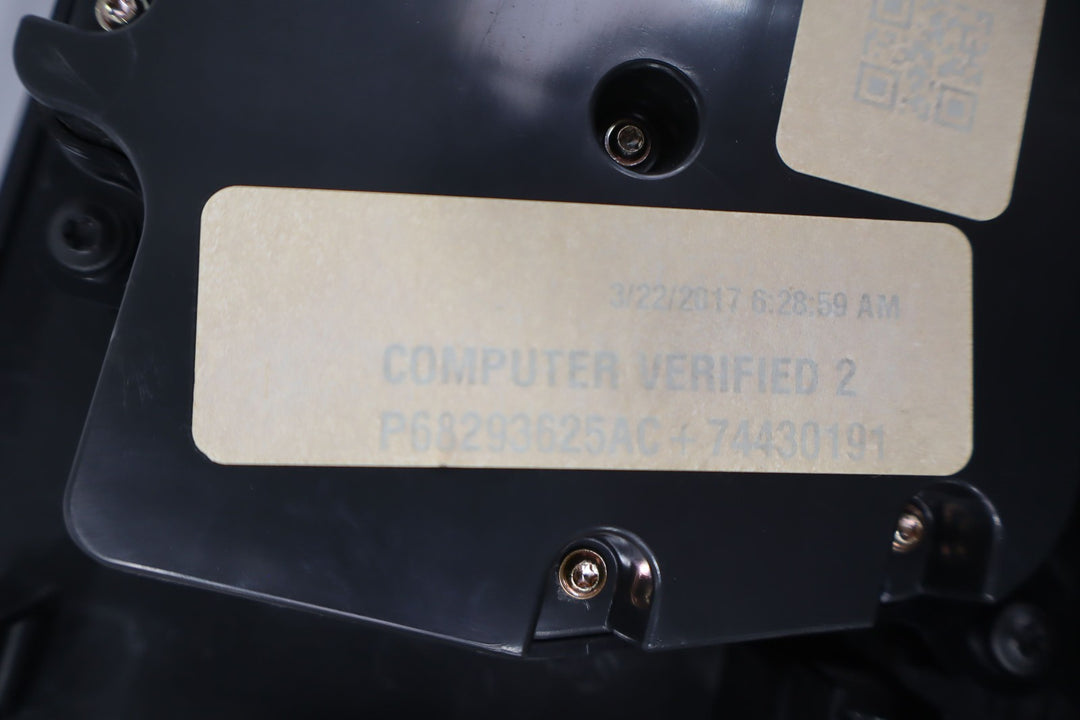 3/22/2017 6:28:59 AM
COMPUTER VERIFIED 2
P68293625AC + 74430191